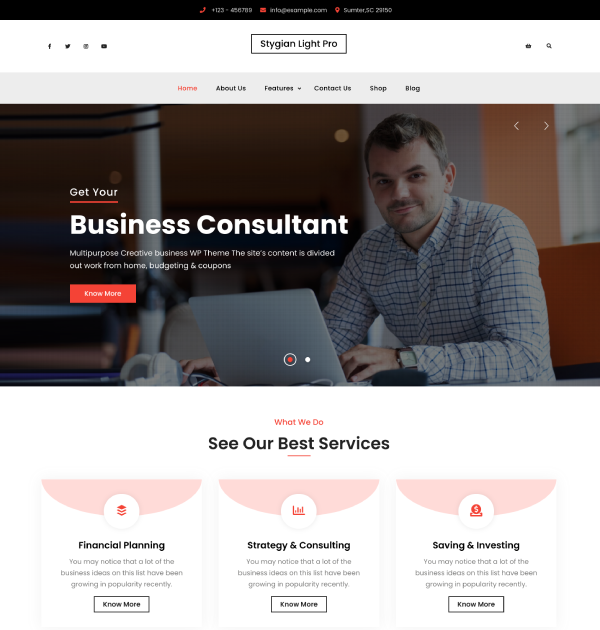 +123 - 456789 info@example.com Sumter,SC 29150
Stygian Light Pro
Home About Us Features Contact Us Shop Blog
Get Your
Business Consultant
Multipurpose Creative business WP Theme The site's content is divided
out work from home, budgeting & coupons
Know More
What We Do
See Our Best Services
Financial Planning
You may notice that a lot of the
business ideas on this list have been
growing in popularity recently.
Know More
Strategy & Consulting
You may notice that a lot of the
business ideas on this list have been
growing in popularity recently.
Know More
Saving & Investing
You may notice that a lot of the
business ideas on this list have been
growing in popularity recently.
Know More